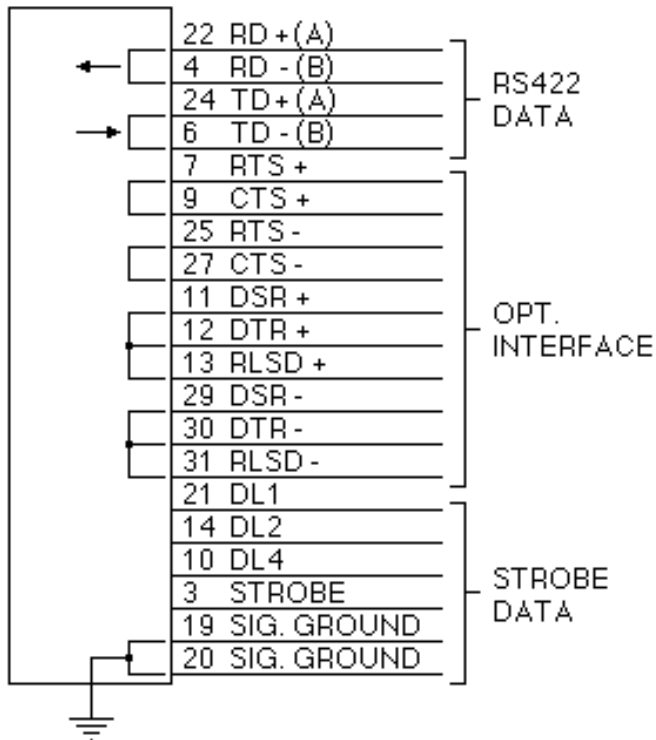 22 RD +(A)
4 RD - (B)
24 TD+(A)
6 TD - (B)
7 RTS +
9 CTS +
25 RTS -
27 CTS -
11 DSR +
12 DTR +
13 RLSD +
29 DSR -
30 DTR -
31 RLSD -
21 DL1
14 DL2
10 DL4
3 STROBE
19 SIG. GROUND
20 SIG. GROUND
RS422
DATA
OPT.
INTERFACE
STROBE
DATA